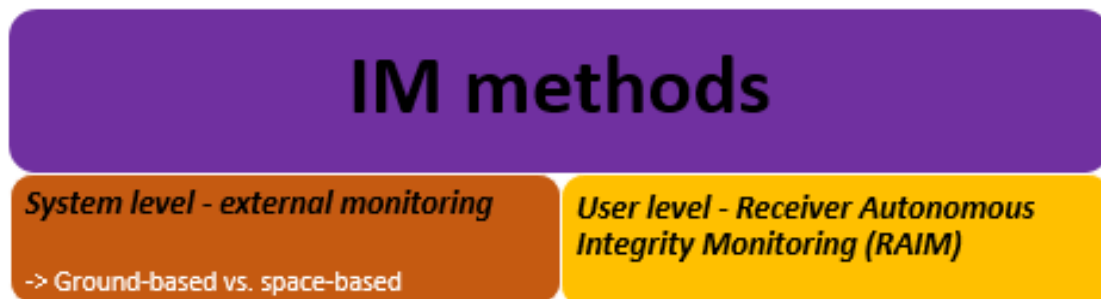 IM methods
System level - external monitoring
-> Ground-based vs. space-based
User level - Receiver Autonomous
Integrity Monitoring (RAIM)